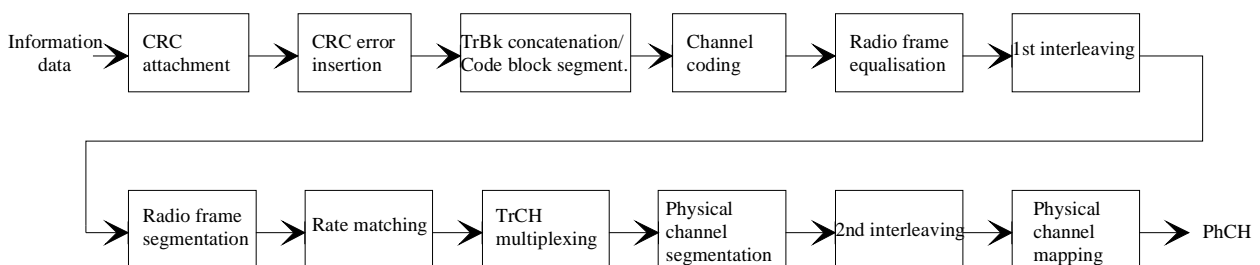 Information
data
CRC
attachment
CRC error
insertion
TrBk concatenation/
Code block segment.
Channel
coding
Radio frame
equalisation
1st interleaving
Radio frame
segmentation
Rate matching
TrCH
multiplexing
Physical
channel
segmentation
2nd interleaving
Physical
channel
mapping
PhCH